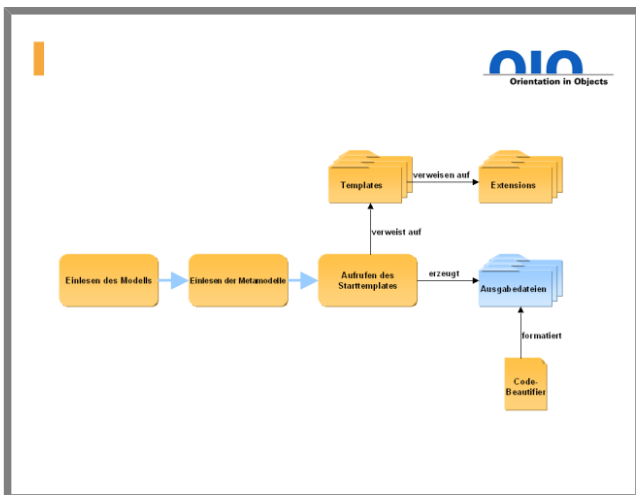 OIO
Orientation in Objects
Templates
verweisen auf
Extensions
verweist auf
Einlesen des Modells
Einlesen der Metamodelle
Aufrufen des
Starttemplates
erzeugt
Ausgabedateien
formatiert
Code-
Beautifier